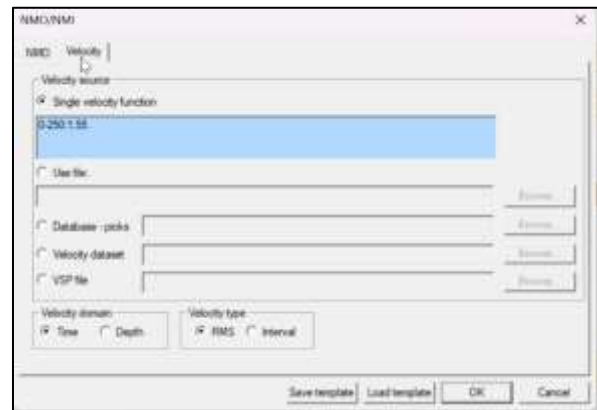 NMO/NMI
NMO Velocity
Velocity source
Single velocity function
0-250:1.55
Use file:
Browse...
Database - picks
Browse...
Velocity dataset
Browse...
VSP file
Browse...
Velocity domain
Time Depth
Velocity type
RMS Interval
Save template Load template OK Cancel